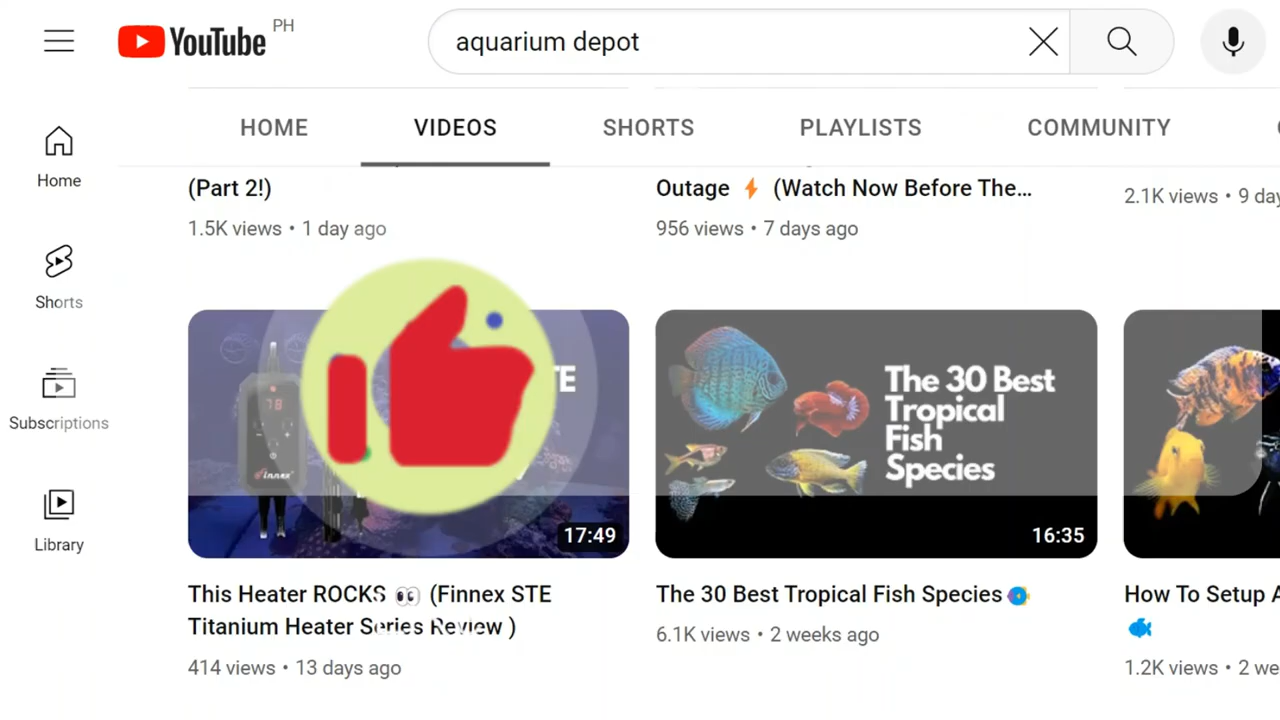 YouTube PH
aquarium depot
HOME VIDEOS SHORTS PLAYLISTS COMMUNITY
Home
Shorts
Subscriptions
Library
(Part 2!)
1.5K views • 1 day ago
Outage ⚡ (Watch Now Before The...
956 views • 7 days ago
2.1K views • 9 day
78
Finnex
TE
17:49
This Heater ROCKS 👀 (Finnex STE
Titanium Heater Series Review )
414 views • 13 days ago
The 30 Best
Tropical
Fish
Species
16:35
The 30 Best Tropical Fish Species 🐠
6.1K views • 2 weeks ago
How To Setup A
🐟
1.2K views • 2 we